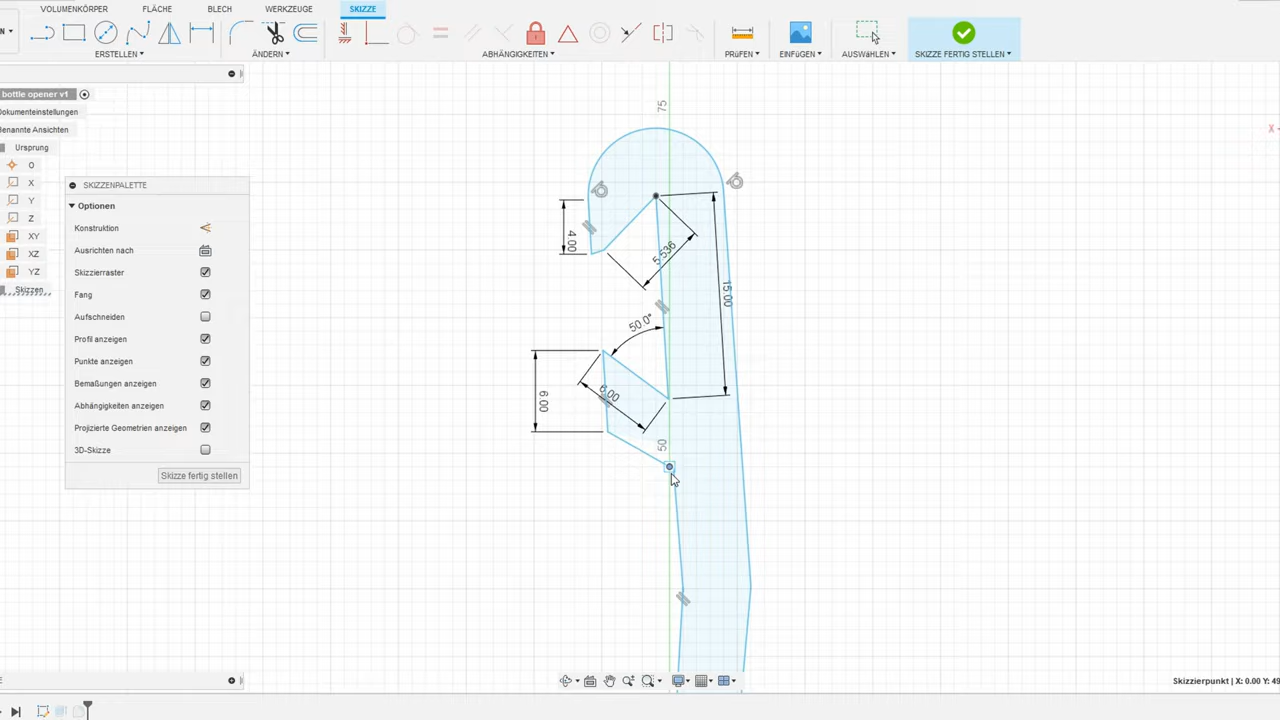 VOLUMENKÖRPER FLÄCHE BLECH WERKZEUGE SKIZZE
ERSTELLEN ÄNDERN ABHÄNGIGKEITEN PRÜFEN EINFÜGEN AUSWÄHLEN SKIZZE FERTIG STELLEN
bottle opener v1
Dokumenteinstellungen
Benannte Ansichten
Ursprung
O
X
Y
Z
XY
XZ
YZ
Skizzen
SKIZZENPALETTE
Optionen
Konstruktion
Ausrichten nach
Skizzierraster
Fang
Aufschneiden
Profil anzeigen
Punkte anzeigen
Bemaßungen anzeigen
Abhängigkeiten anzeigen
Projizierte Geometrien anzeigen
3D-Skizze
Skizze fertig stellen
75
4.00
5.536
15.00
50.0°
6.00
6.00
50
X
Skizzierpunkt | X: 0.00 Y: 49